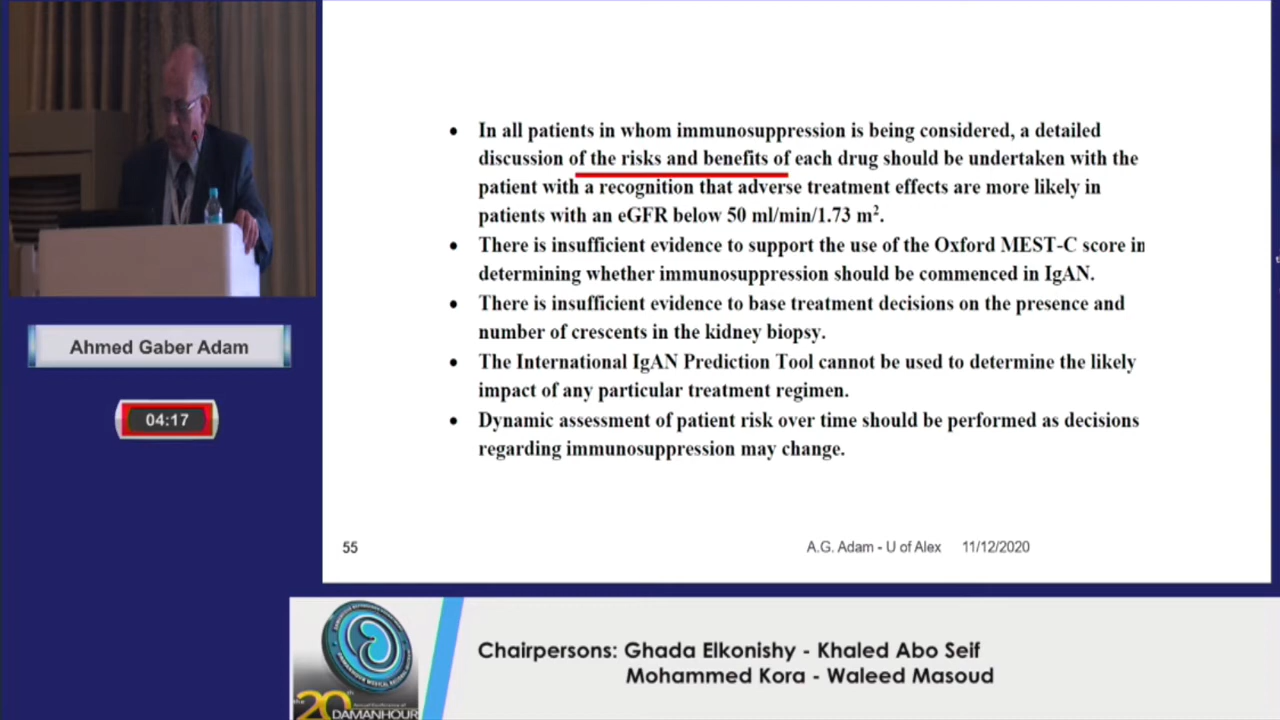 • In all patients in whom immunosuppression is being considered, a detailed
discussion of the risks and benefits of each drug should be undertaken with the
patient with a recognition that adverse treatment effects are more likely in
patients with an eGFR below 50 ml/min/1.73 m².
• There is insufficient evidence to support the use of the Oxford MEST-C score in
determining whether immunosuppression should be commenced in IgAN.
• There is insufficient evidence to base treatment decisions on the presence and
number of crescents in the kidney biopsy.
• The International IgAN Prediction Tool cannot be used to determine the likely
impact of any particular treatment regimen.
• Dynamic assessment of patient risk over time should be performed as decisions
regarding immunosuppression may change.
55
A.G. Adam - U of Alex 11/12/2020
Ahmed Gaber Adam
04:17
Chairpersons: Ghada Elkonishy - Khaled Abo Seif
Mohammed Kora - Waleed Masoud
the 20th
DAMANHOUR